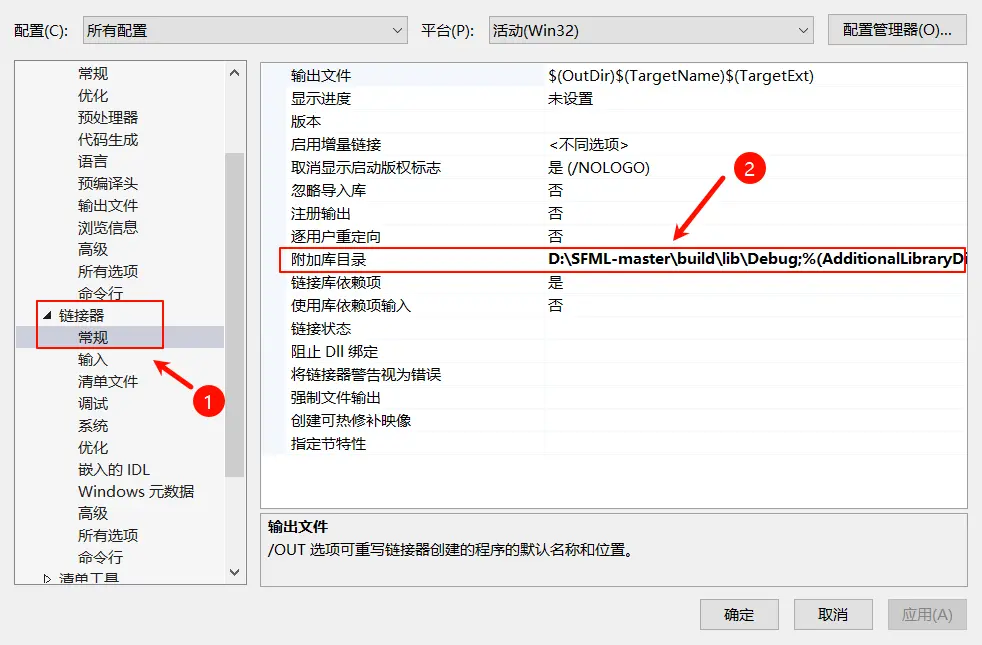 配置(C): 所有配置 平台(P): 活动(Win32) 配置管理器(O)...
常规
优化
预处理器
代码生成
语言
预编译头
输出文件
浏览信息
高级
所有选项
命令行
链接器
常规
输入
清单文件
调试
系统
优化
嵌入的 IDL
Windows 元数据
高级
所有选项
命令行
清单工具
1
输出文件 $(OutDir)$(TargetName)$(TargetExt)
显示进度 未设置
版本
启用增量链接 <不同选项>
取消显示启动版权标志 是 (/NOLOGO)
忽略导入库 否
注册输出 否
逐用户重定向 否
附加库目录 D:\SFML-master\build\lib\Debug;%(AdditionalLibraryDi
链接库依赖项 是
使用库依赖项输入 否
链接状态
阻止 Dll 绑定
将链接器警告视为错误
强制文件输出
创建可热修补映像
指定节特性
2
输出文件
/OUT 选项可重写链接器创建的程序的默认名称和位置。
确定 取消 应用(A)